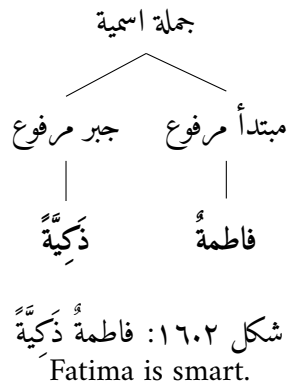 جملة اسمية
مبتدأ مرفوع جبر مرفوع
فاطمةٌ ذَكِيَّةً
شكل ١٦.٢: فاطمةٌ ذَكِيَّةً
Fatima is smart.